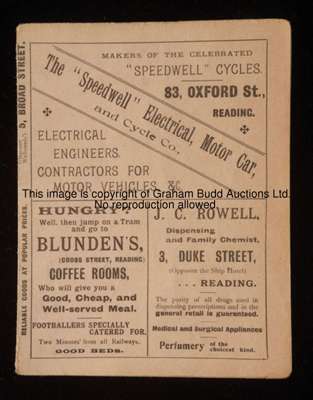 MAKERS OF THE CELEBRATED
"SPEEDWELL" CYCLES.
83, OXFORD St.,
READING.
The "Speedwell" Electrical, Motor Car,
and Cycle Co.,
ELECTRICAL
ENGINEERS.
CONTRACTORS FOR
MOTOR VEHICLES, &C.
This image is copyright of Graham Budd Auctions Ltd.
No reproduction allowed
HUNGRY?
Well, then jump on a Tram
and go to
BLUNDEN'S,
(CROSS STREET, READING)
COFFEE ROOMS,
Who will give you a
Good, Cheap, and
Well-served Meal.
FOOTBALLERS SPECIALLY
CATERED FOR.
Two Minutes' from all Railways.
GOOD BEDS.
J. C. ROWELL,
Dispensing
and Family Chemist,
3, DUKE STREET,
(Opposite the Ship Hotel)
. . . READING.
The purity of all drugs used in
dispensing prescriptions and in the
general retail is guaranteed.
Medical and Surgical Appliances
Perfumery of the
choicest kind.
RELIABLE GOODS AT POPULAR PRICES.
5, BROAD STREET.